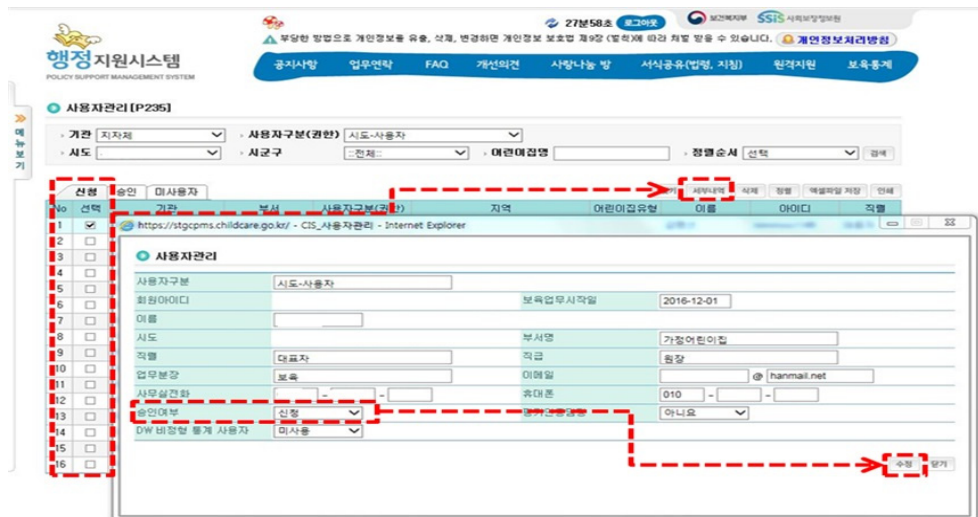 27분58초 로그아웃 보건복지부 SSiS 사회보장정보원
부당한 방법으로 개인정보를 유출, 삭제, 변경하면 개인정보 보호법 제9장 (벌칙)에 따라 처벌 받을 수 있습니다. 개인정보처리방침
행정지원시스템
POLICY SUPPORT MANAGEMENT SYSTEM
공지사항 업무연락 FAQ 개선의견 사랑나눔 방 서식공유(법령, 지침) 원격지원 보육통계
메뉴보기
사용자관리 [P235]
기관 지자체 사용자구분(권한) 시도-사용자
시도 시군구 ::전체:: 어린이집명 정렬순서 선택 검색
신청 승인 미사용자 세부내역 삭제 정렬 엑셀파일 저장 인쇄
No 선택 기관 부서 사용자구분(권한) 지역 어린이집유형 이름 아이디 직렬
1
https://stgcpms.childcare.go.kr/ - CIS_사용자관리 - Internet Explorer
2
3 사용자관리
4
5 사용자구분 시도-사용자
6 회원아이디 보육업무시작일 2016-12-01
7 이름
8 시도 부서명 가정어린이집
9 직렬 대표자 직급 원장
10
11 업무분장 보육 이메일 @ hanmail.net
12 사무실전화 - - 휴대폰 010 - -
13 승인여부 신청 아니요
14 DW 비정형 통계 사용자 미사용
15
16 수정 닫기